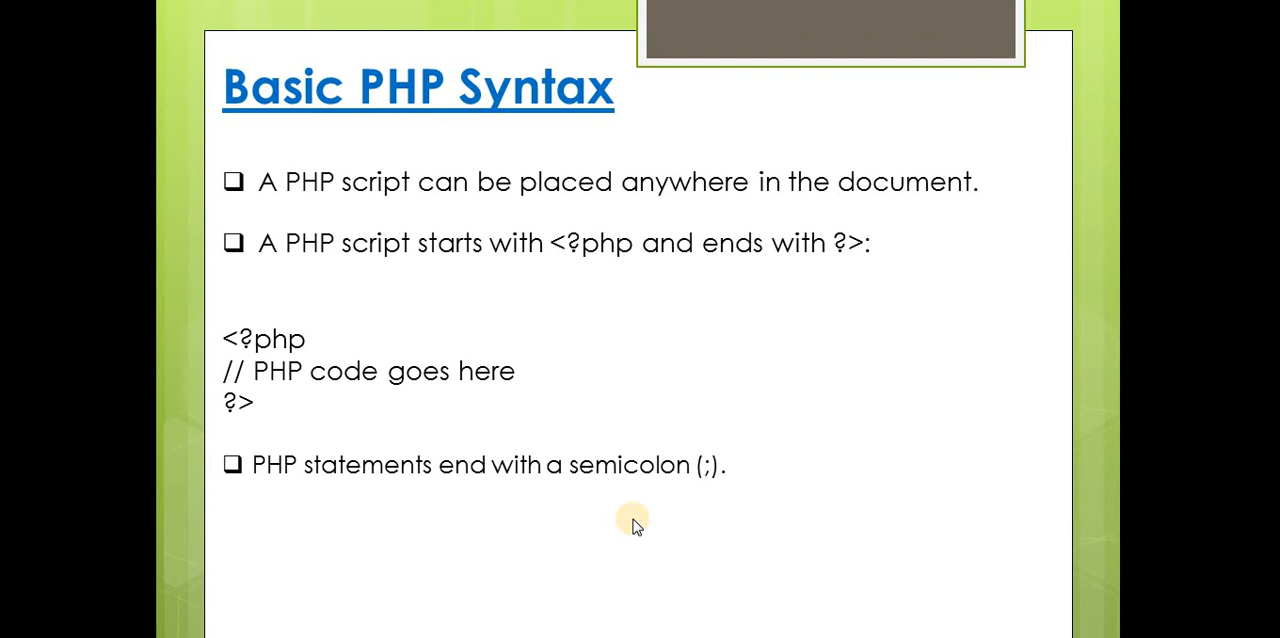 Basic PHP Syntax
A PHP script can be placed anywhere in the document.
A PHP script starts with <?php and ends with ?>:
<?php
// PHP code goes here
?>
PHP statements end with a semicolon (;).